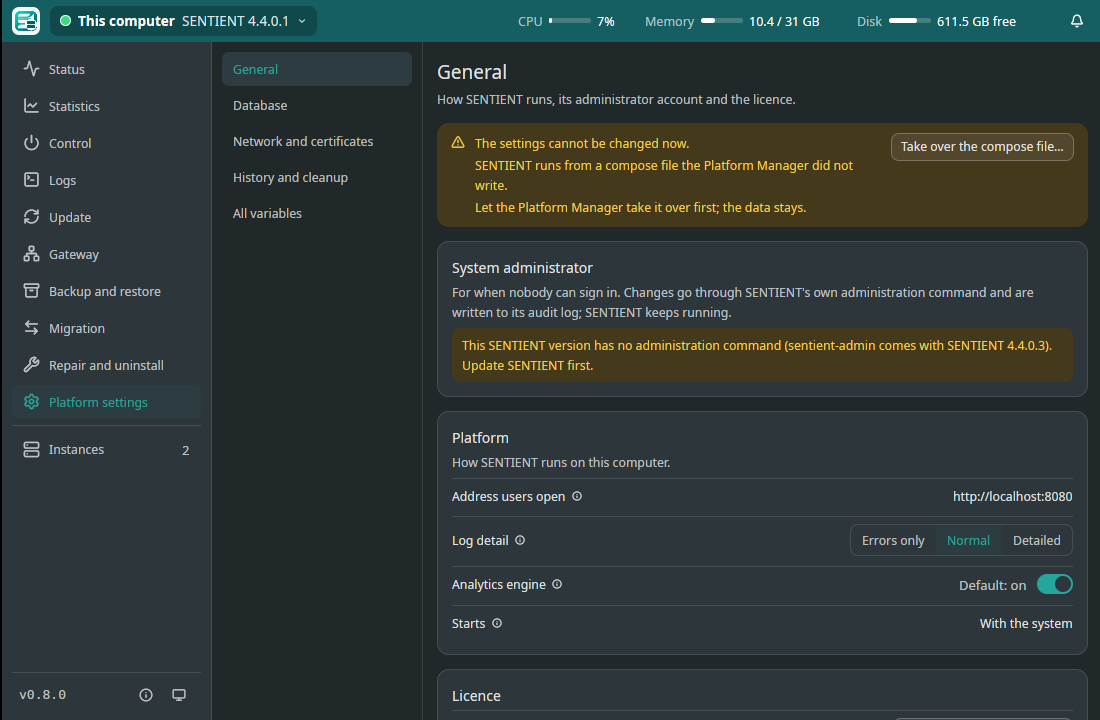 This computer SENTIENT 4.4.0.1
CPU 7%
Memory 10.4 / 31 GB
Disk 611.5 GB free
Status
Statistics
Control
Logs
Update
Gateway
Backup and restore
Migration
Repair and uninstall
Platform settings
Instances 2
v0.8.0
General
Database
Network and certificates
History and cleanup
All variables
General
How SENTIENT runs, its administrator account and the licence.
The settings cannot be changed now.
SENTIENT runs from a compose file the Platform Manager did not
write.
Let the Platform Manager take it over first; the data stays.
Take over the compose file...
System administrator
For when nobody can sign in. Changes go through SENTIENT's own administration command and are
written to its audit log; SENTIENT keeps running.
This SENTIENT version has no administration command (sentient-admin comes with SENTIENT 4.4.0.3).
Update SENTIENT first.
Platform
How SENTIENT runs on this computer.
Address users open http://localhost:8080
Log detail Errors only Normal Detailed
Analytics engine Default: on
Starts With the system
Licence